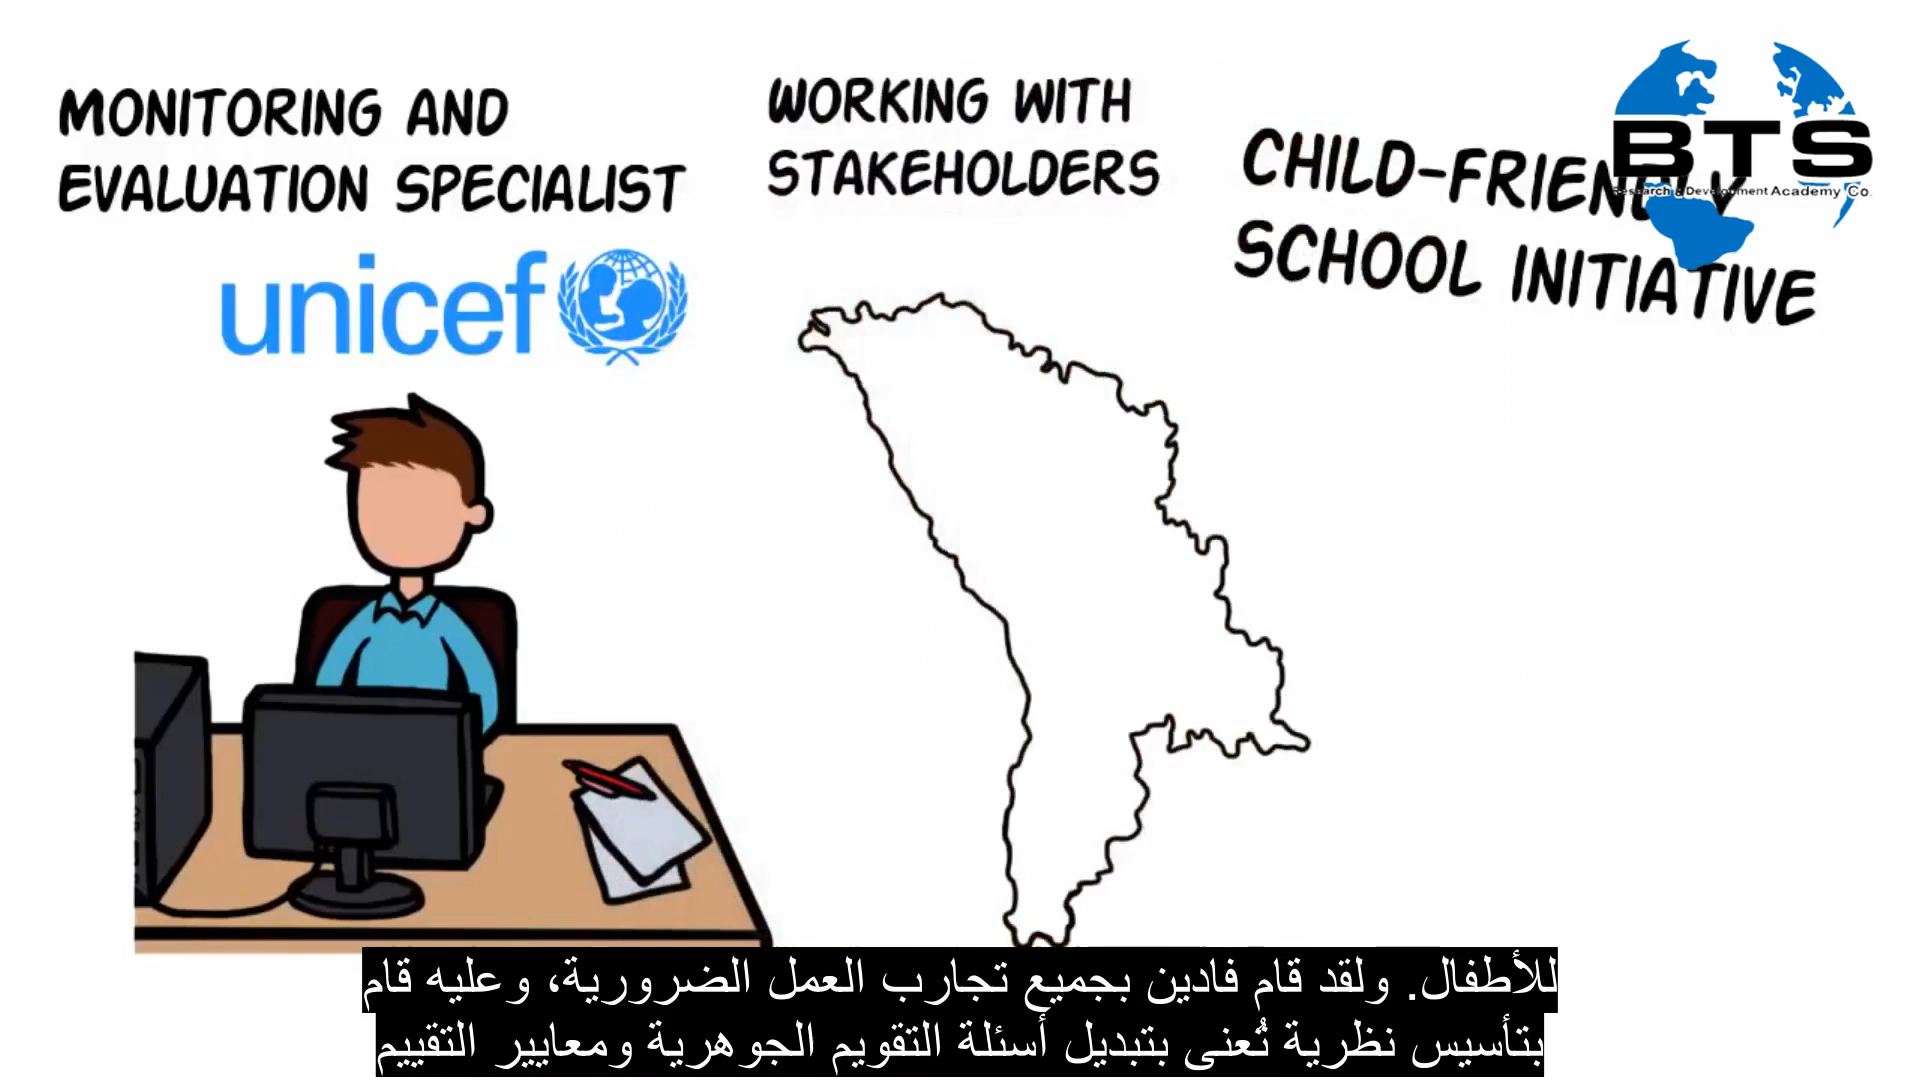 MONITORING AND
EVALUATION SPECIALIST
unicef
WORKING WITH
STAKEHOLDERS
CHILD-FRIENDLY
SCHOOL INITIATIVE
BTS
Research & Development Academy Co.
للأطفال. ولقد قام فادين بجميع تجارب العمل الضرورية، وعليه قام
بتأسيس نظرية تُعنى بتبديل أسئلة التقويم الجوهرية ومعايير التقييم